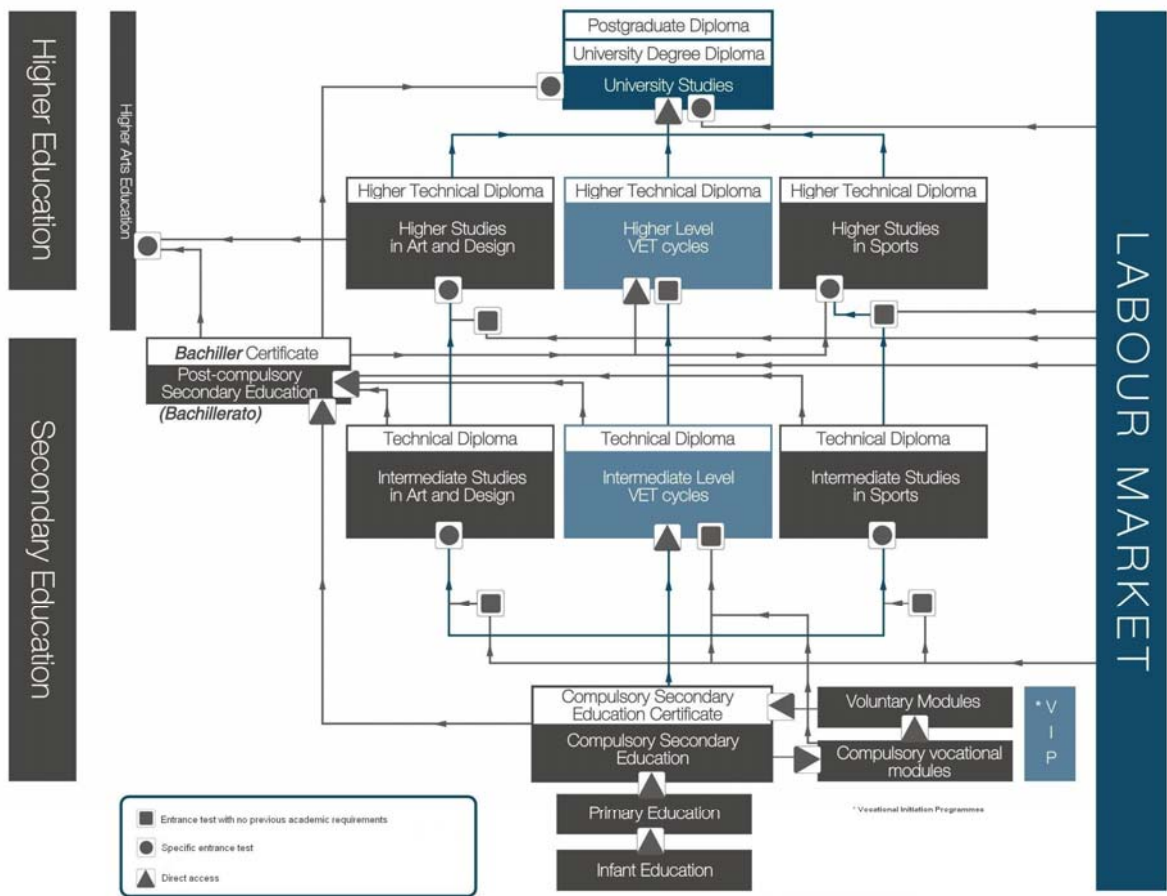 Higher Education
Higher Arts Education
Postgraduate Diploma
University Degree Diploma
University Studies
Higher Technical Diploma
Higher Studies
in Art and Design
Higher Technical Diploma
Higher Level
VET cycles
Higher Technical Diploma
Higher Studies
in Sports
LABOUR MARKET
Secondary Education
Bachiller Certificate
Post-compulsory
Secondary Education
(Bachillerato)
Technical Diploma
Intermediate Studies
in Art and Design
Technical Diploma
Intermediate Level
VET cycles
Technical Diploma
Intermediate Studies
in Sports
Compulsory Secondary
Education Certificate
Compulsory Secondary
Education
Voluntary Modules
Compulsory vocational
modules
* V
I
P
Primary Education
Infant Education
* Vocational Initiation Programmes
Entrance test with no previous academic requirements
Specific entrance test
Direct access